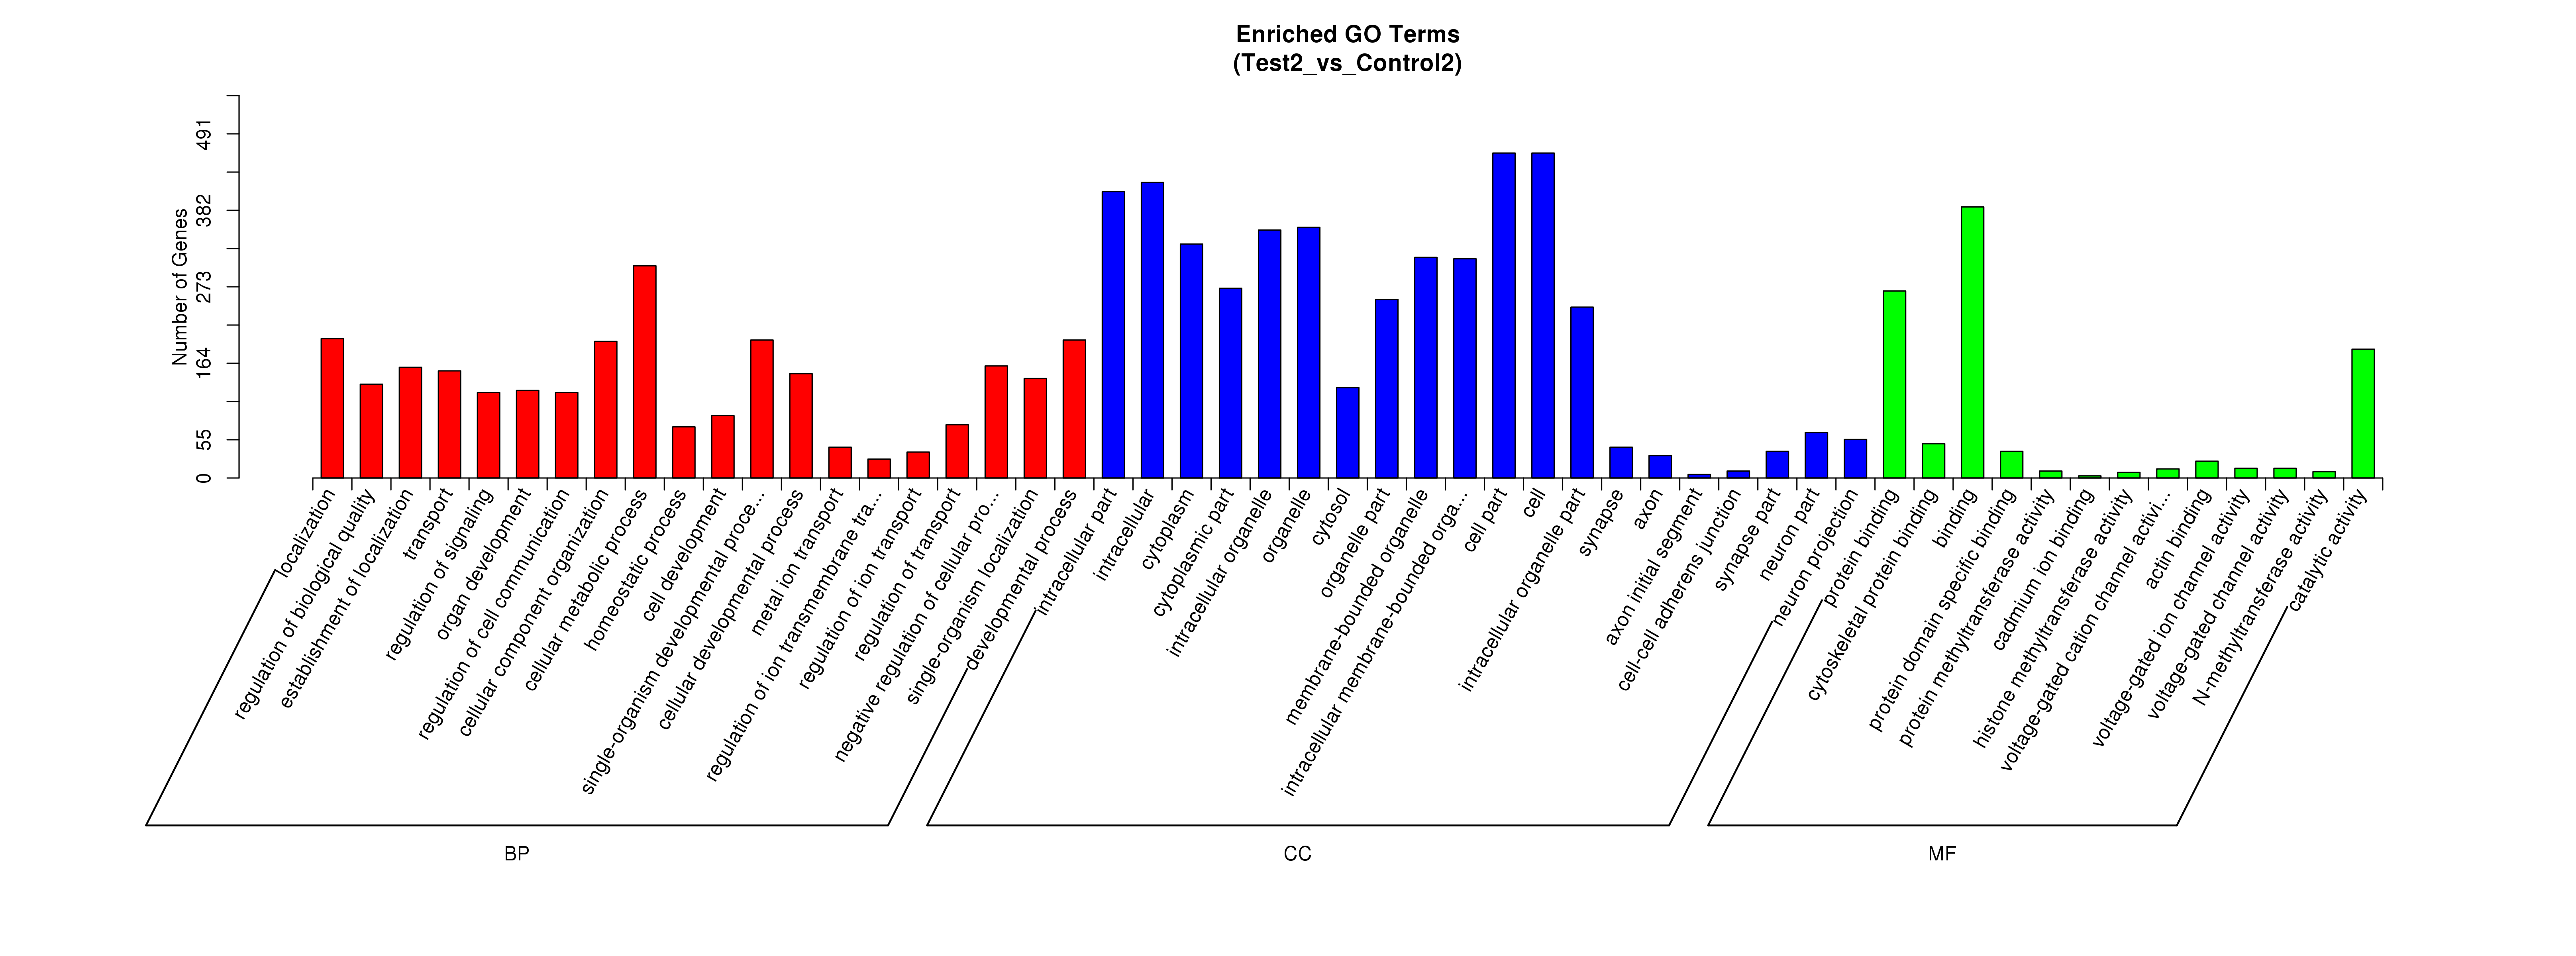 Enriched GO Terms
(Test2_vs_Control2)
Number of Genes
491
382
273
164
55
0
localization
regulation of biological quality
establishment of localization
transport
regulation of signaling
organ development
regulation of cell communication
cellular component organization
cellular metabolic process
homeostatic process
cell development
single-organism developmental proce...
cellular developmental process
metal ion transport
regulation of ion transmembrane tra...
regulation of ion transport
regulation of transport
negative regulation of cellular pro...
single-organism localization
developmental process
intracellular part
intracellular
cytoplasm
cytoplasmic part
intracellular organelle
organelle
cytosol
organelle part
membrane-bounded organelle
intracellular membrane-bounded orga...
cell part
cell
intracellular organelle part
synapse
axon
axon initial segment
cell-cell adherens junction
synapse part
neuron part
neuron projection
protein binding
cytoskeletal protein binding
binding
protein domain specific binding
protein methyltransferase activity
cadmium ion binding
histone methyltransferase activity
voltage-gated cation channel activi...
actin binding
voltage-gated ion channel activity
voltage-gated channel activity
N-methyltransferase activity
catalytic activity
BP
CC
MF